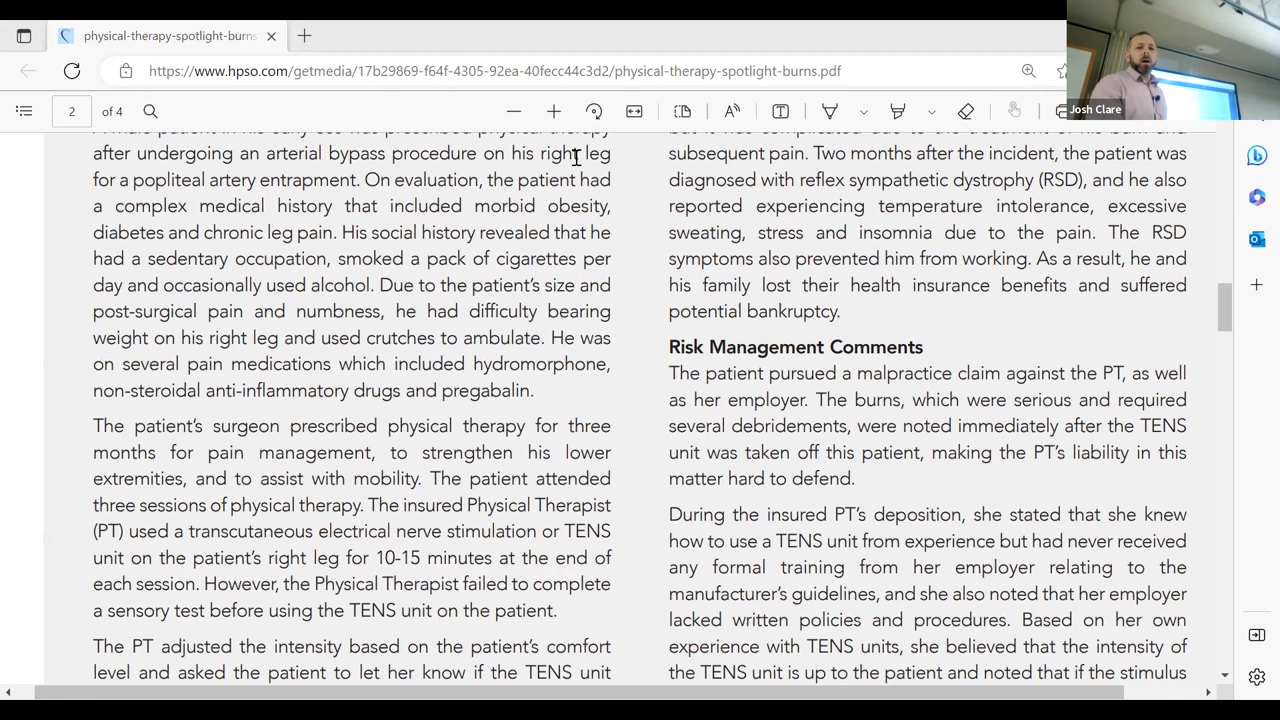 physical-therapy-spotlight-burns
https://www.hpso.com/getmedia/17b29869-f64f-4305-92ea-40fecc44c3d2/physical-therapy-spotlight-burns.pdf
2 of 4
Josh Clare
after undergoing an arterial bypass procedure on his right leg
for a popliteal artery entrapment. On evaluation, the patient had
a complex medical history that included morbid obesity,
diabetes and chronic leg pain. His social history revealed that he
had a sedentary occupation, smoked a pack of cigarettes per
day and occasionally used alcohol. Due to the patient's size and
post-surgical pain and numbness, he had difficulty bearing
weight on his right leg and used crutches to ambulate. He was
on several pain medications which included hydromorphone,
non-steroidal anti-inflammatory drugs and pregabalin.
The patient's surgeon prescribed physical therapy for three
months for pain management, to strengthen his lower
extremities, and to assist with mobility. The patient attended
three sessions of physical therapy. The insured Physical Therapist
(PT) used a transcutaneous electrical nerve stimulation or TENS
unit on the patient's right leg for 10-15 minutes at the end of
each session. However, the Physical Therapist failed to complete
a sensory test before using the TENS unit on the patient.
The PT adjusted the intensity based on the patient's comfort
level and asked the patient to let her know if the TENS unit
subsequent pain. Two months after the incident, the patient was
diagnosed with reflex sympathetic dystrophy (RSD), and he also
reported experiencing temperature intolerance, excessive
sweating, stress and insomnia due to the pain. The RSD
symptoms also prevented him from working. As a result, he and
his family lost their health insurance benefits and suffered
potential bankruptcy.
Risk Management Comments
The patient pursued a malpractice claim against the PT, as well
as her employer. The burns, which were serious and required
several debridements, were noted immediately after the TENS
unit was taken off this patient, making the PT's liability in this
matter hard to defend.
During the insured PT's deposition, she stated that she knew
how to use a TENS unit from experience but had never received
any formal training from her employer relating to the
manufacturer's guidelines, and she also noted that her employer
lacked written policies and procedures. Based on her own
experience with TENS units, she believed that the intensity of
the TENS unit is up to the patient and noted that if the stimulus